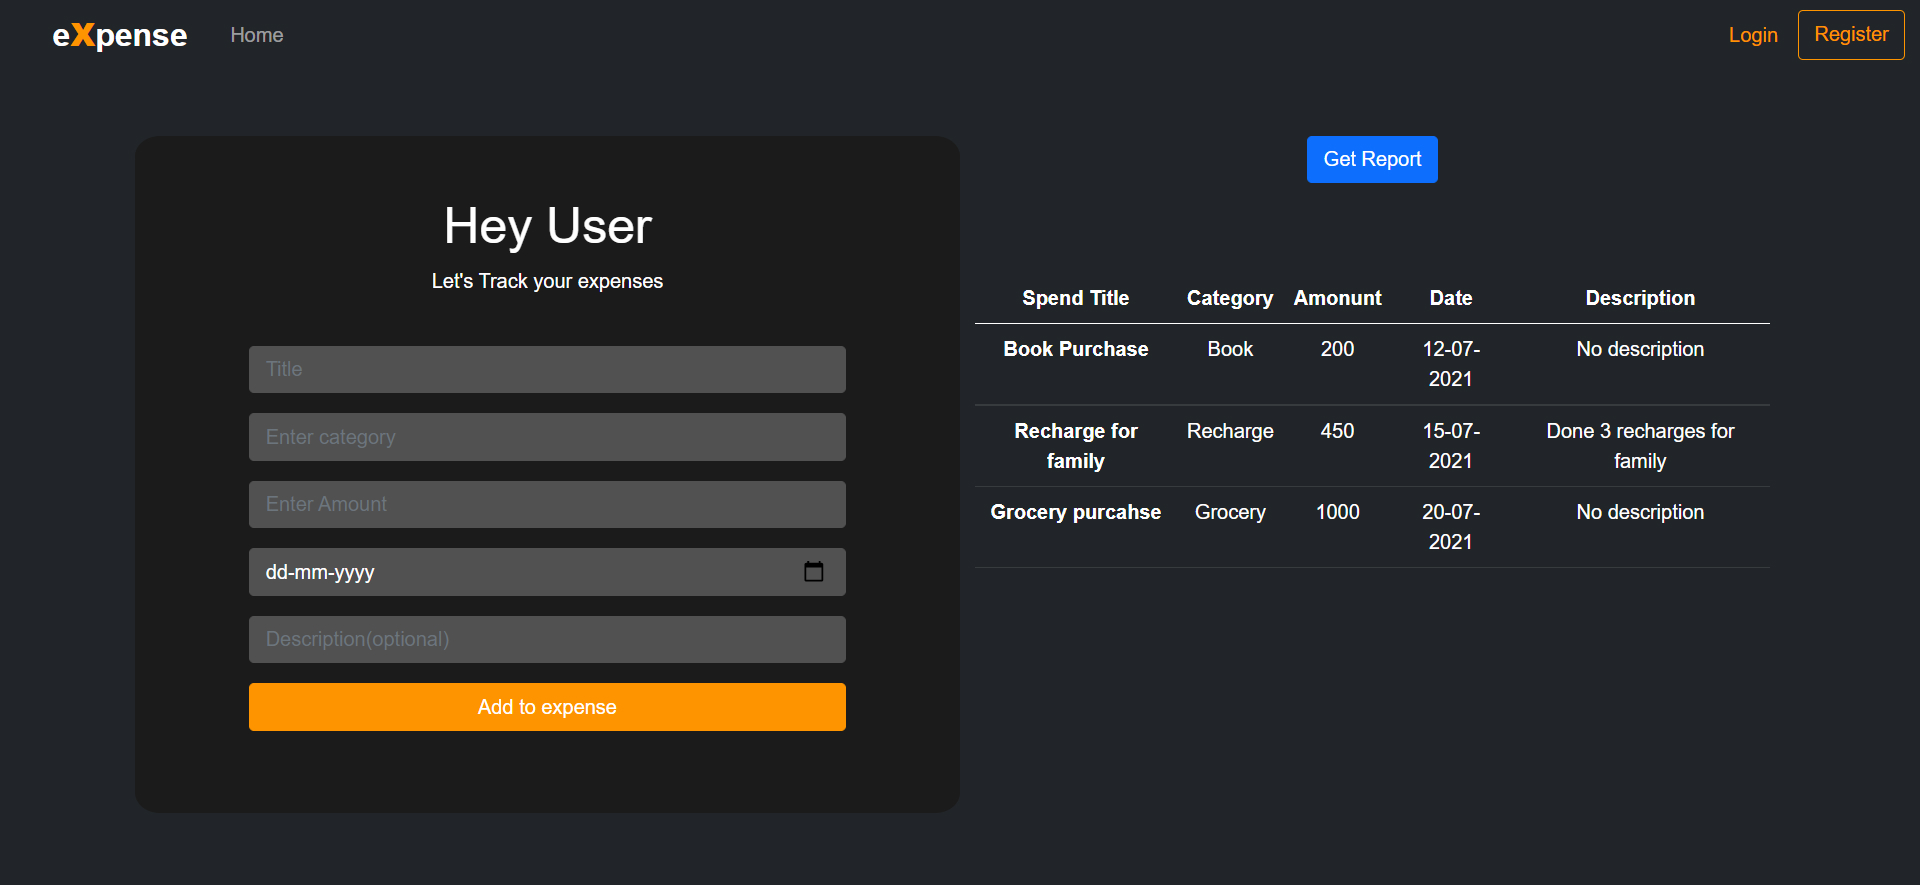 eXpense Home Login Register
Hey User
Let's Track your expenses
Title
Enter category
Enter Amount
dd-mm-yyyy
Description(optional)
Add to expense
Get Report
Spend Title Category Amonunt Date Description
Book Purchase Book 200 12-07-
2021 No description
Recharge for
family Recharge 450 15-07-
2021 Done 3 recharges for
family
Grocery purcahse Grocery 1000 20-07-
2021 No description